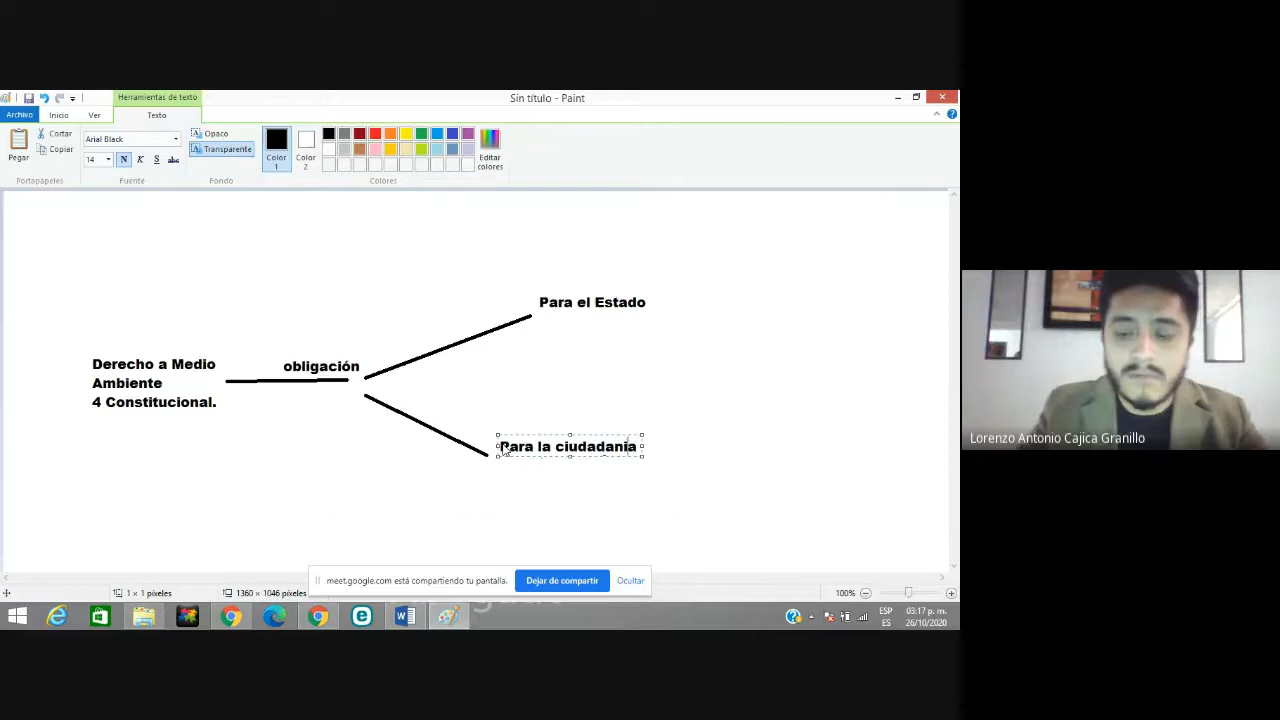 Herramientas de texto
Sin título - Paint
Archivo
Inicio
Ver
Texto
Pegar
Cortar
Copiar
Portapapeles
Arial Black
14
N K S abc
Fuente
Opaco
Transparente
Fondo
Color 1
Color 2
Editar colores
Colores
Para el Estado
Derecho a Medio
Ambiente
4 Constitucional.
obligación
Para la ciudadania
Lorenzo Antonio Cajica Granillo
meet.google.com está compartiendo tu pantalla.
Dejar de compartir
Ocultar
1 × 1 píxeles
1360 × 1046 píxeles
100%
ESP
ES
03:17 p. m.
26/10/2020